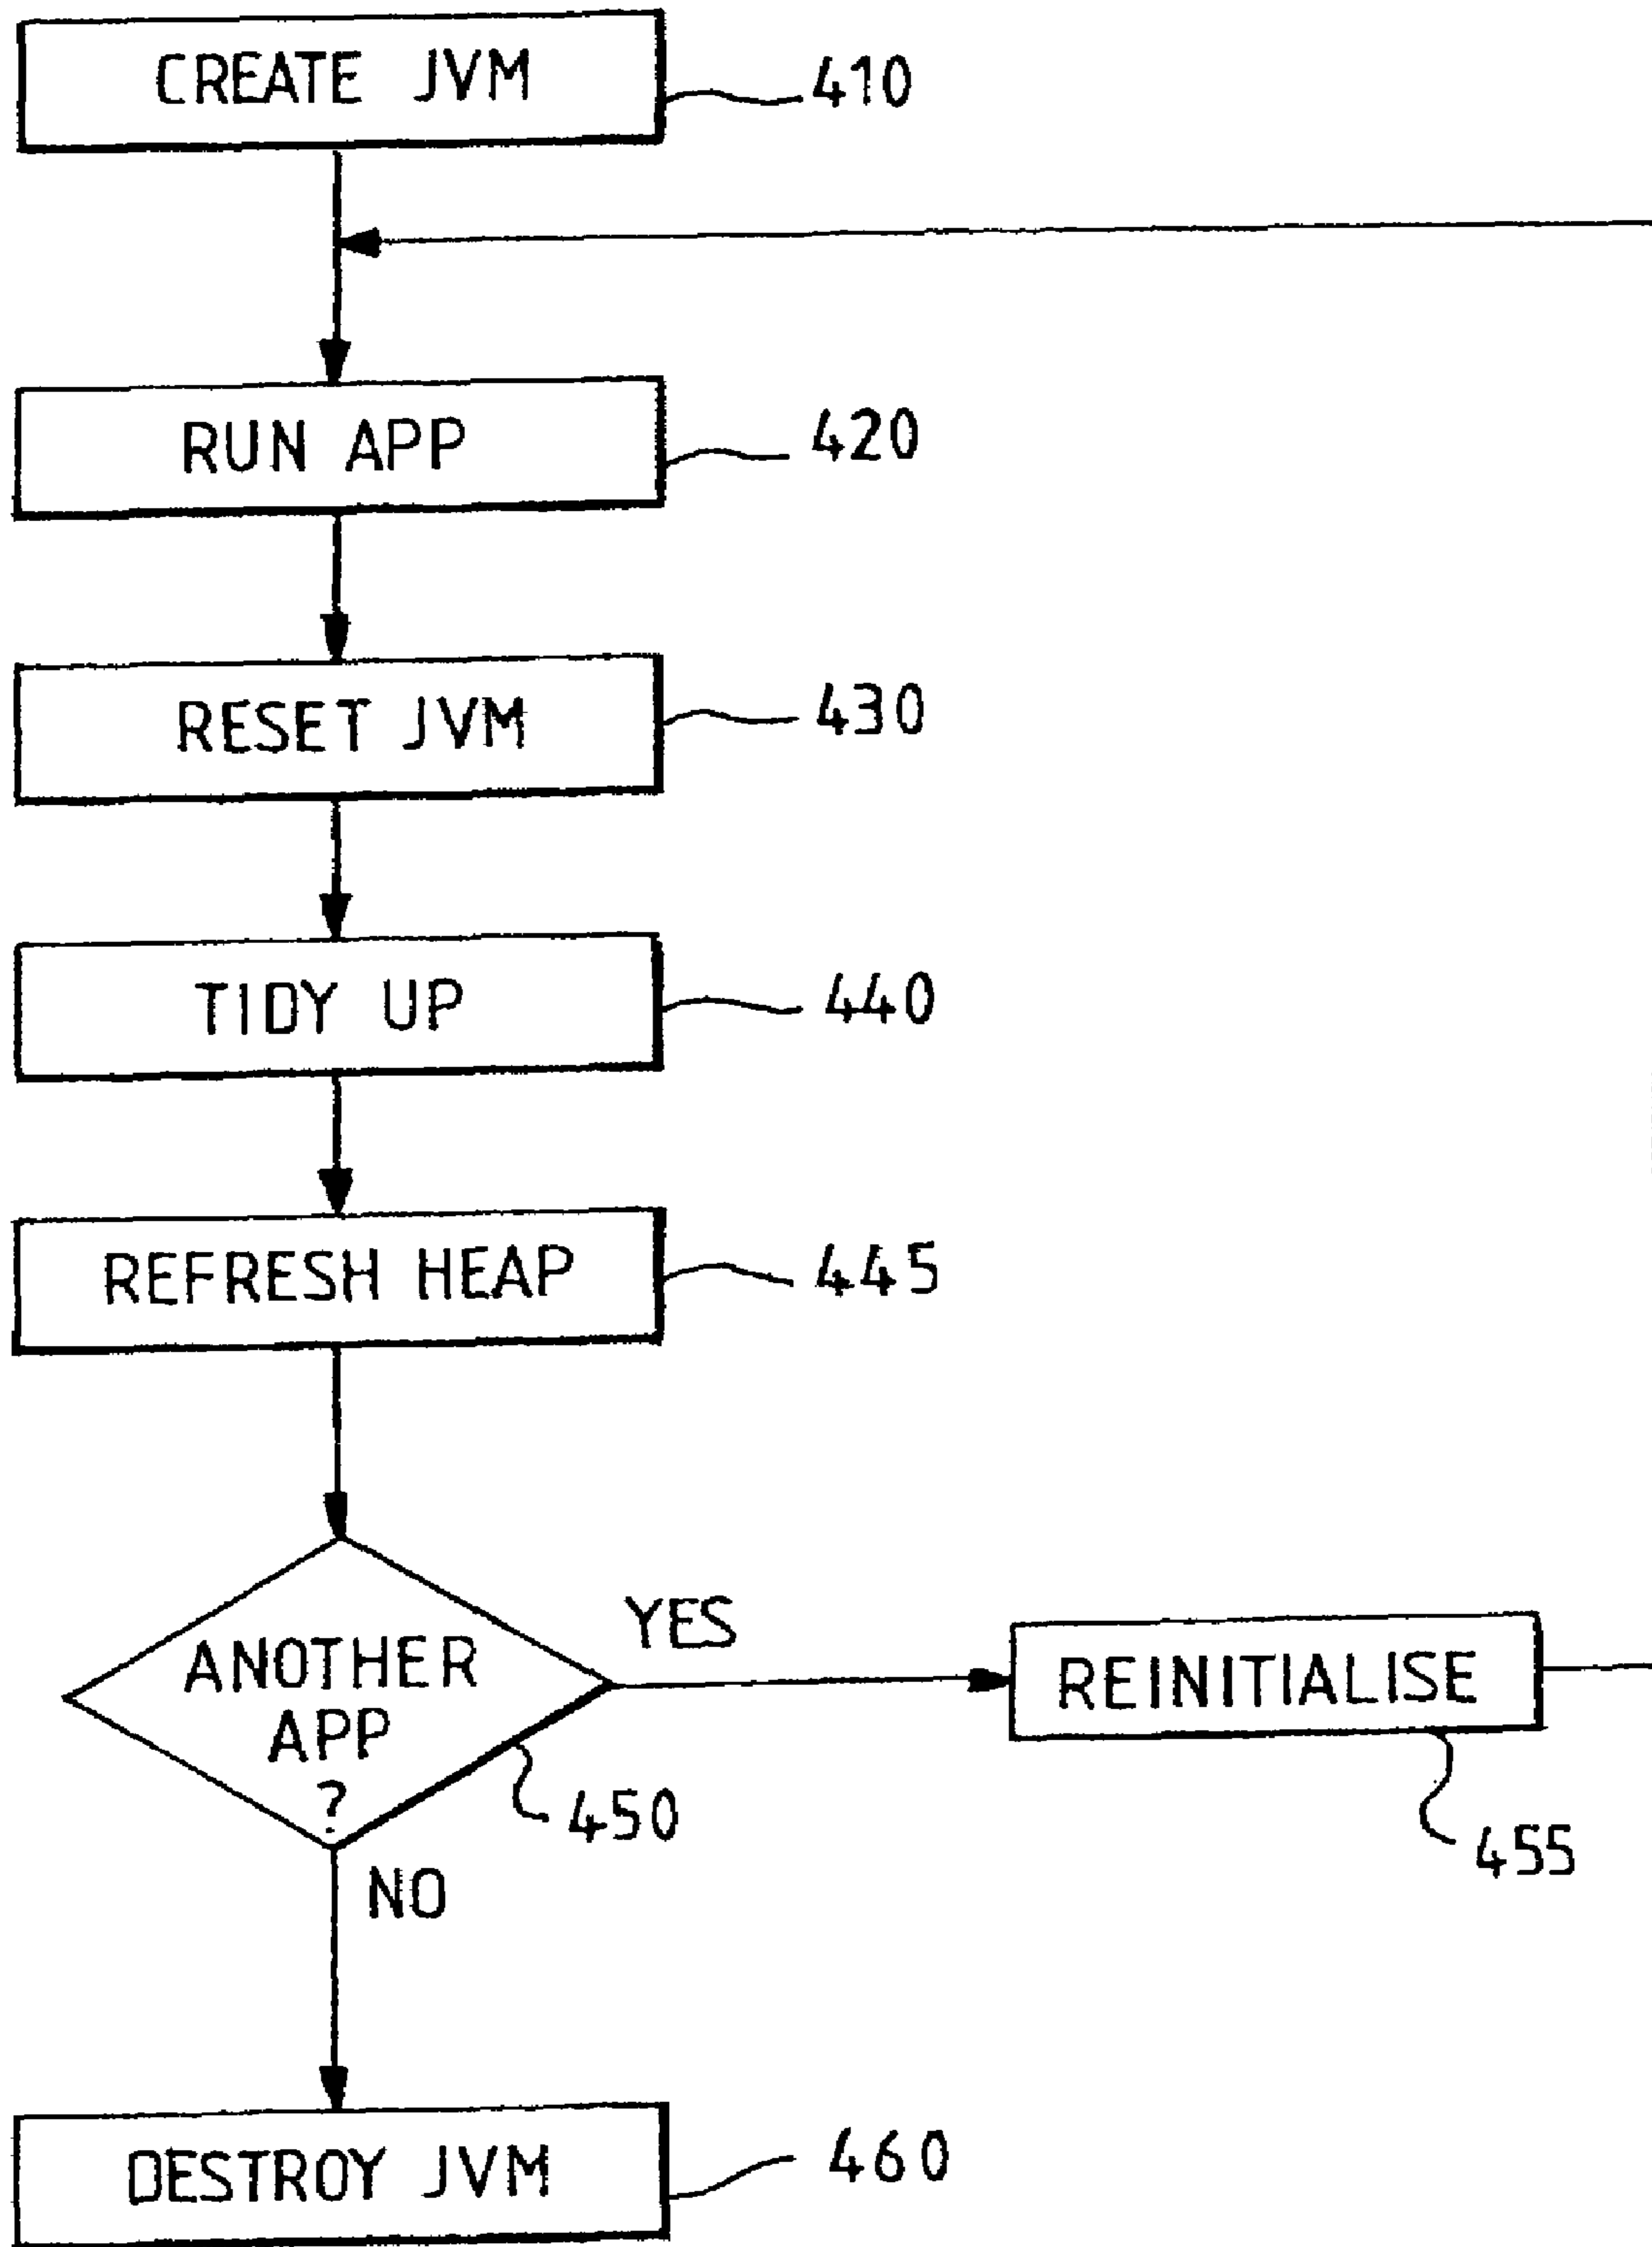 CREATE JVM
410
RUN APP
420
RESET JVM
430
TIDY UP
440
REFRESH HEAP
445
ANOTHER
APP
?
450
YES
REINITIALISE
455
NO
DESTROY JVM
460